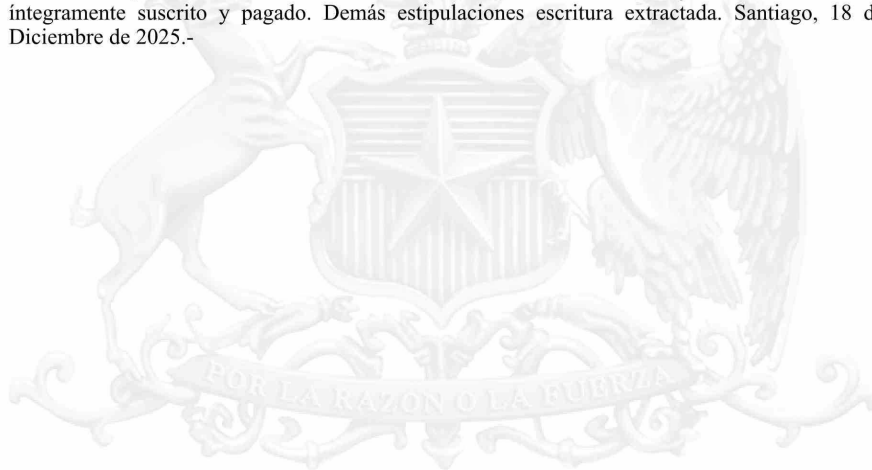 íntegramente suscrito y pagado. Demás estipulaciones escritura extractada. Santiago, 18 d
Diciembre de 2025.-
POR LA RAZON O LA FUERZA